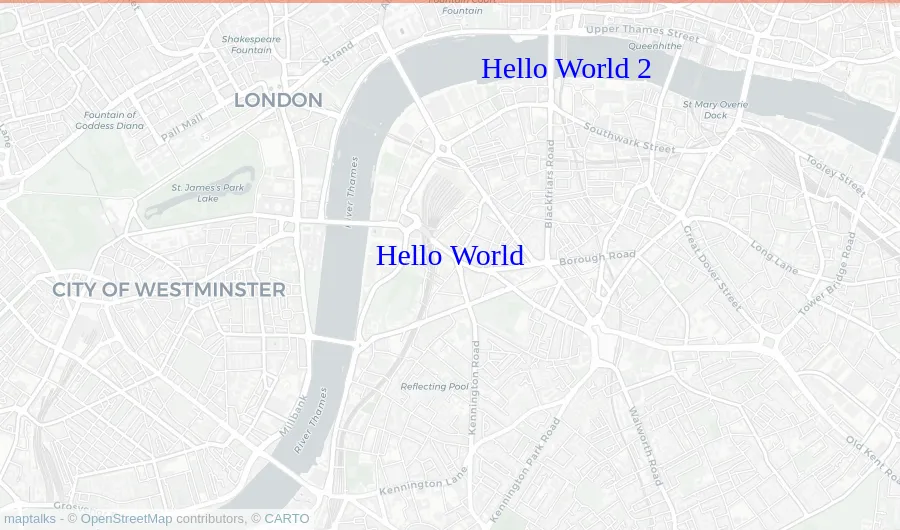 Fountain Court
Fountain
Upper Thames Street
Queenhithe
Shakespeare
Fountain
Strand
Hello World 2
LONDON
St Mary Overie
Dock
Fountain of
Goddess Diana
Pall Mall
Lane
Southwark Street
Blackfriars Road
Tooley Street
St. James's Park
Lake
River Thames
Hello World
Borough Road
Great Dover Street
Long Lane
Tower Bridge Road
CITY OF WESTMINSTER
Kennington Road
Reflecting Pool
Millbank
River Thames
Walworth Road
Old Kent Road
Kennington Lane
Kennington Park Road
maptalks - © OpenStreetMap contributors, © CARTO